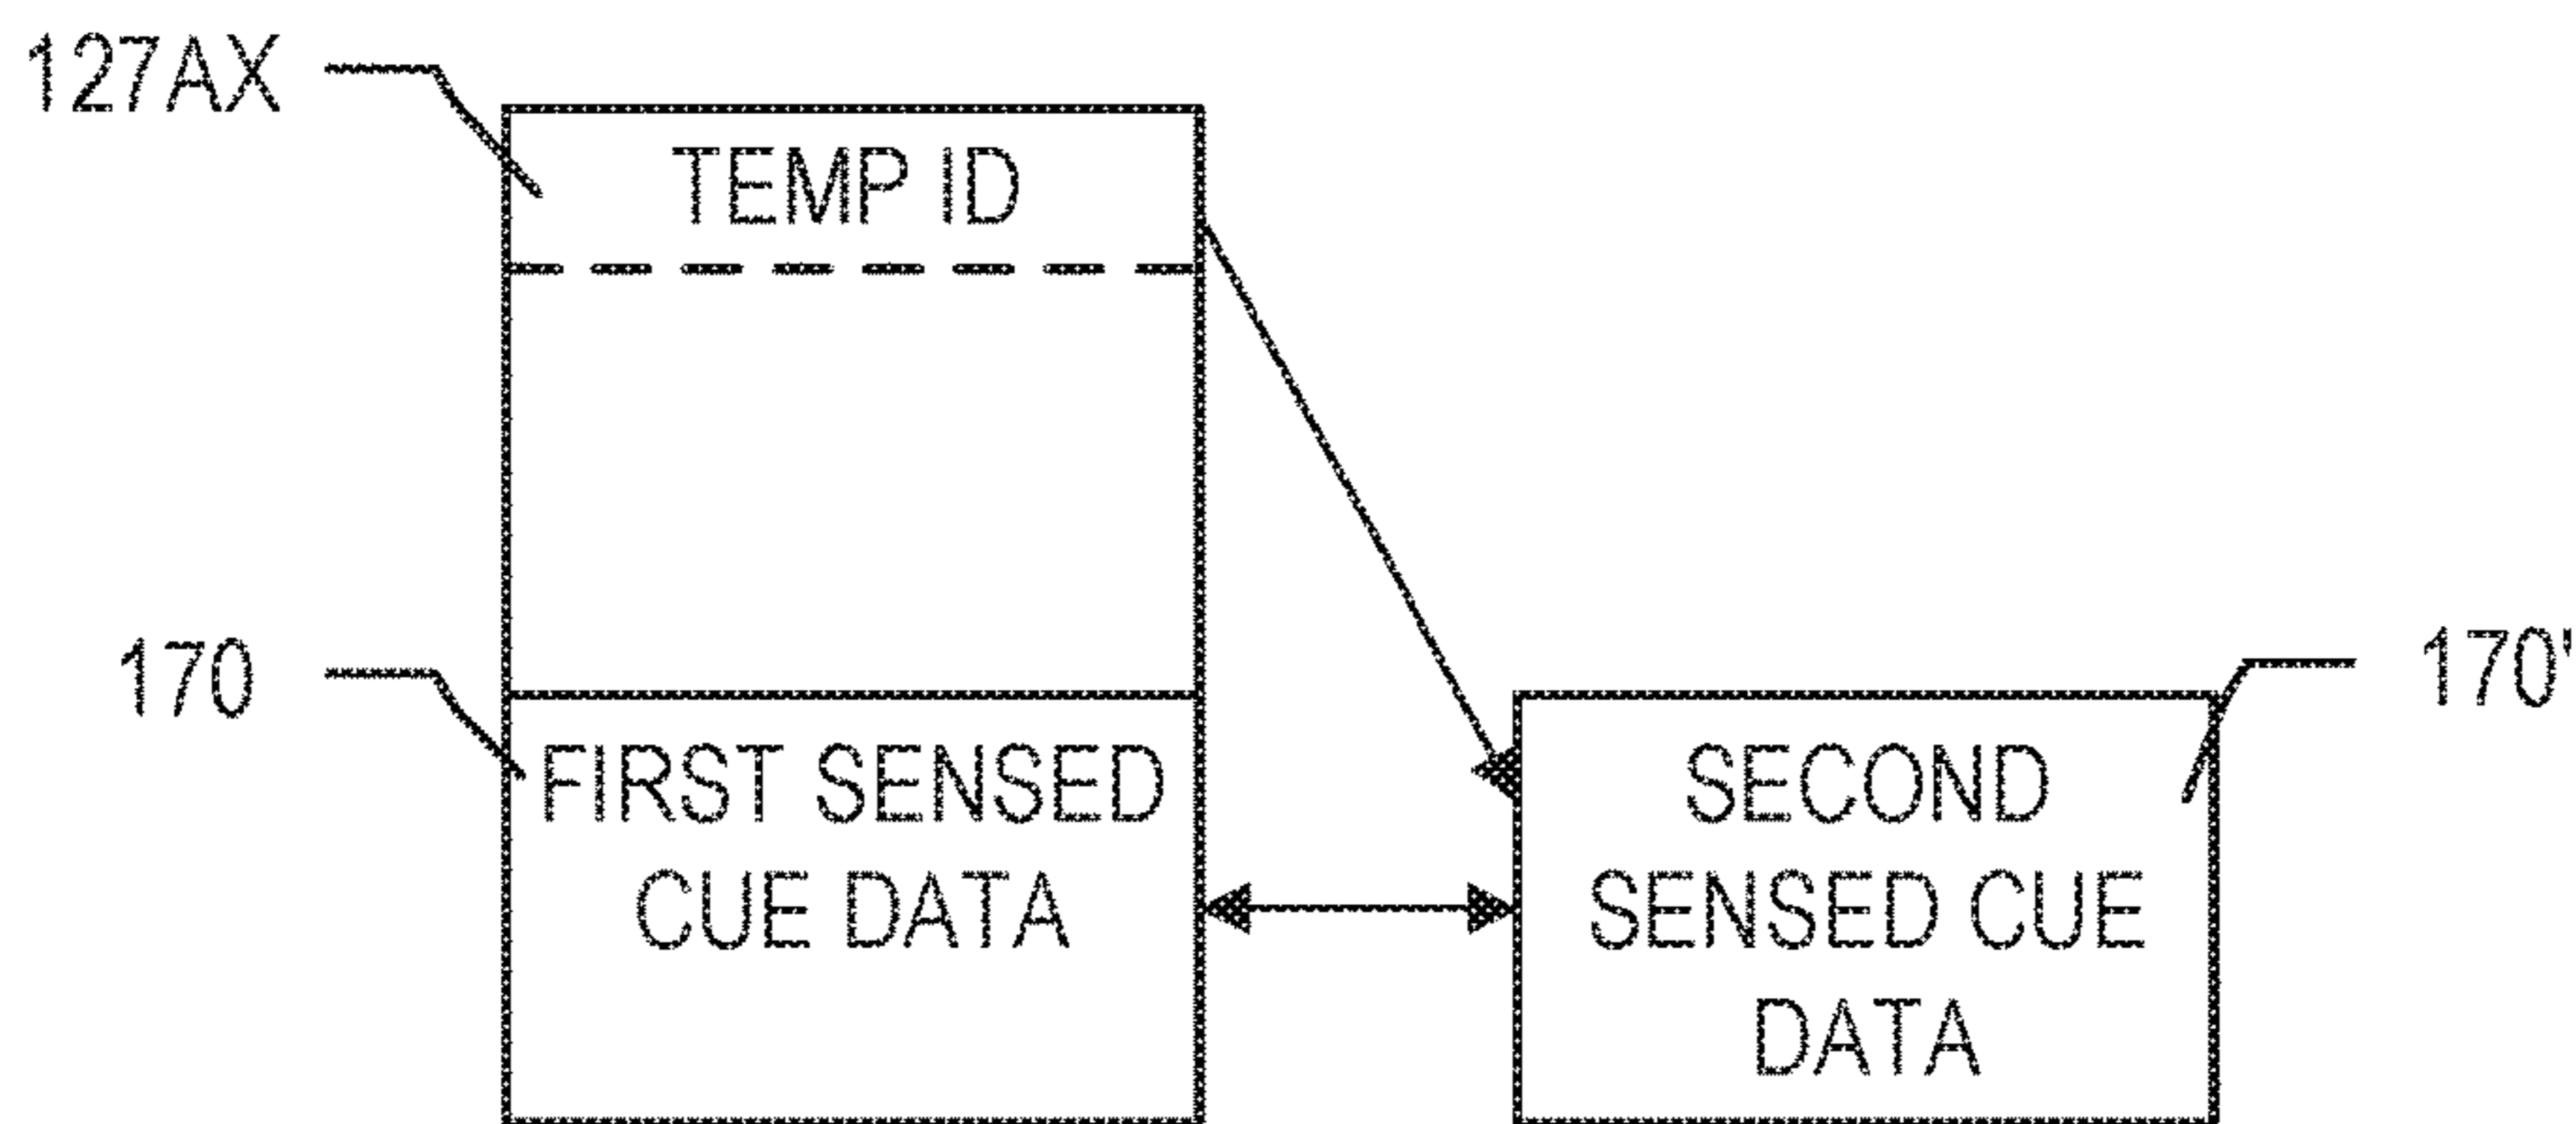 127AX
TEMP ID
170
170'
FIRST SENSED
CUE DATA
SECOND
SENSED CUE
DATA